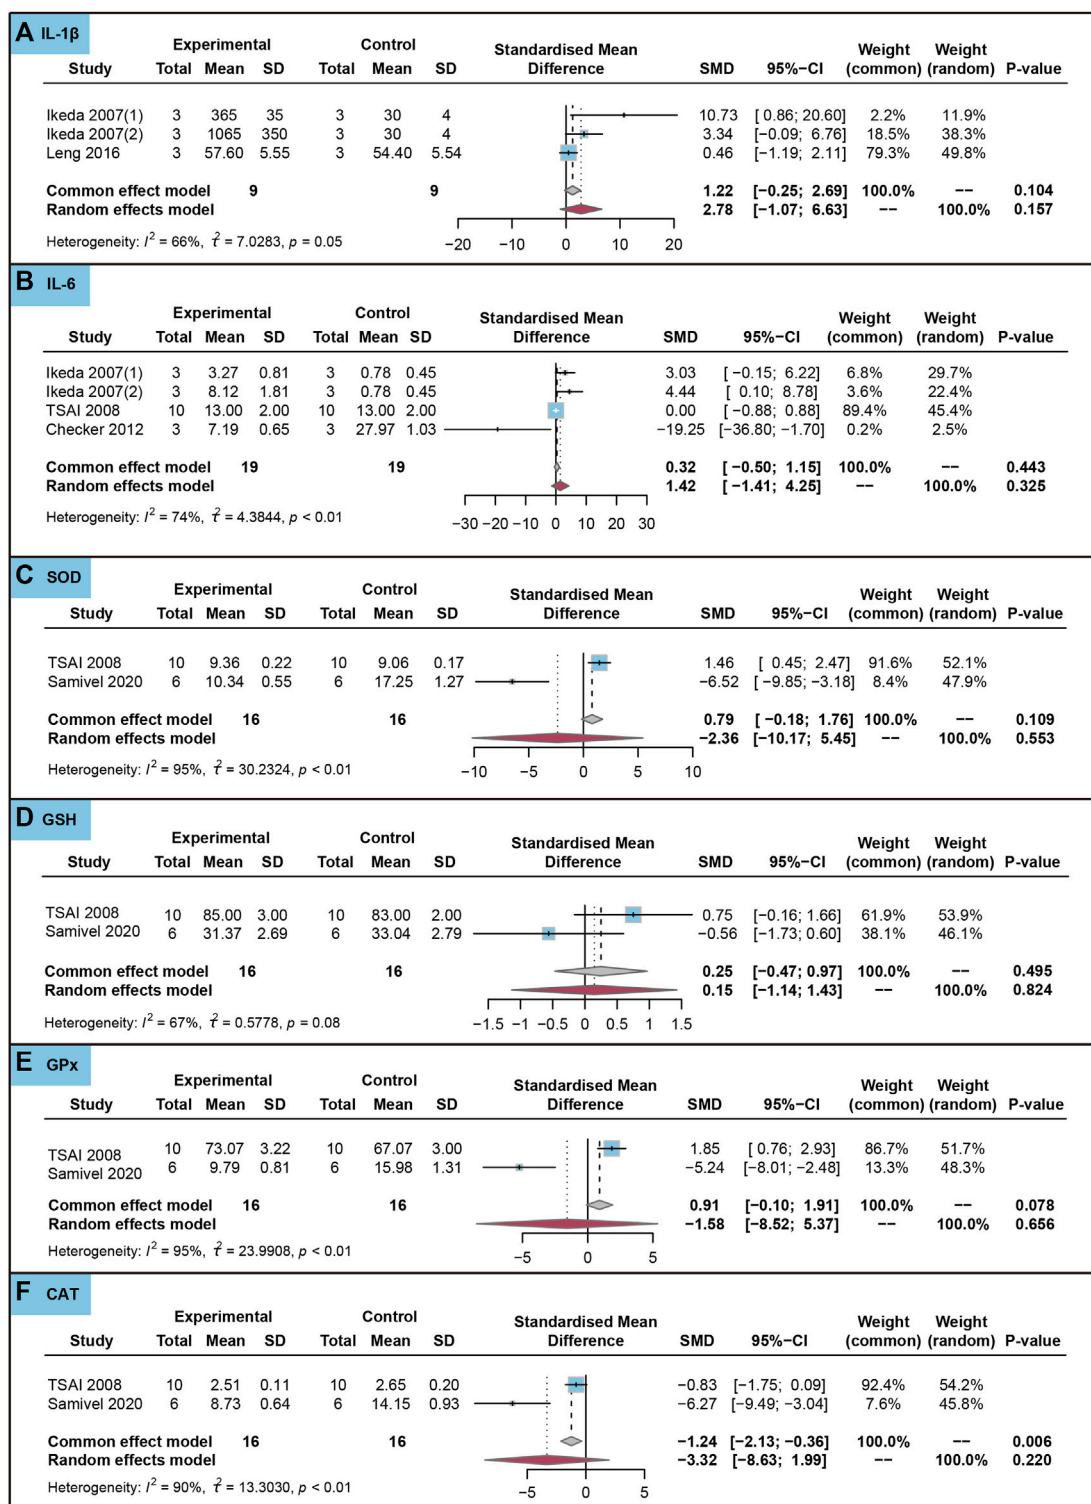 A IL-1β
Experimental Control Standardised Mean Weight Weight
Study Total Mean SD Total Mean SD Difference SMD 95%−CI (common) (random) P-value
Ikeda 2007(1) 3 365 35 3 30 4 10.73 [ 0.86; 20.60] 2.2% 11.9%
Ikeda 2007(2) 3 1065 350 3 30 4 3.34 [−0.09; 6.76] 18.5% 38.3%
Leng 2016 3 57.60 5.55 3 54.40 5.54 0.46 [−1.19; 2.11] 79.3% 49.8%
Common effect model 9 9 1.22 [−0.25; 2.69] 100.0% −− 0.104
Random effects model 2.78 [−1.07; 6.63] −− 100.0% 0.157
Heterogeneity: I² = 66%, τ² = 7.0283, p = 0.05
−20 −10 0 10 20
B IL-6
Experimental Control Standardised Mean Weight Weight
Study Total Mean SD Total Mean SD Difference SMD 95%−CI (common) (random) P-value
Ikeda 2007(1) 3 3.27 0.81 3 0.78 0.45 3.03 [ −0.15; 6.22] 6.8% 29.7%
Ikeda 2007(2) 3 8.12 1.81 3 0.78 0.45 4.44 [ 0.10; 8.78] 3.6% 22.4%
TSAI 2008 10 13.00 2.00 10 13.00 2.00 0.00 [ −0.88; 0.88] 89.4% 45.4%
Checker 2012 3 7.19 0.65 3 27.97 1.03 −19.25 [−36.80; −1.70] 0.2% 2.5%
Common effect model 19 19 0.32 [ −0.50; 1.15] 100.0% −− 0.443
Random effects model 1.42 [ −1.41; 4.25] −− 100.0% 0.325
Heterogeneity: I² = 74%, τ² = 4.3844, p < 0.01
−30 −20 −10 0 10 20 30
C SOD
Experimental Control Standardised Mean Weight Weight
Study Total Mean SD Total Mean SD Difference SMD 95%−CI (common) (random) P-value
TSAI 2008 10 9.36 0.22 10 9.06 0.17 1.46 [ 0.45; 2.47] 91.6% 52.1%
Samivel 2020 6 10.34 0.55 6 17.25 1.27 −6.52 [ −9.85; −3.18] 8.4% 47.9%
Common effect model 16 16 0.79 [ −0.18; 1.76] 100.0% −− 0.109
Random effects model −2.36 [−10.17; 5.45] −− 100.0% 0.553
Heterogeneity: I² = 95%, τ² = 30.2324, p < 0.01
−10 −5 0 5 10
D GSH
Experimental Control Standardised Mean Weight Weight
Study Total Mean SD Total Mean SD Difference SMD 95%−CI (common) (random) P-value
TSAI 2008 10 85.00 3.00 10 83.00 2.00 0.75 [−0.16; 1.66] 61.9% 53.9%
Samivel 2020 6 31.37 2.69 6 33.04 2.79 −0.56 [−1.73; 0.60] 38.1% 46.1%
Common effect model 16 16 0.25 [−0.47; 0.97] 100.0% −− 0.495
Random effects model 0.15 [−1.14; 1.43] −− 100.0% 0.824
Heterogeneity: I² = 67%, τ² = 0.5778, p = 0.08
−1.5 −1 −0.5 0 0.5 1 1.5
E GPx
Experimental Control Standardised Mean Weight Weight
Study Total Mean SD Total Mean SD Difference SMD 95%−CI (common) (random) P-value
TSAI 2008 10 73.07 3.22 10 67.07 3.00 1.85 [ 0.76; 2.93] 86.7% 51.7%
Samivel 2020 6 9.79 0.81 6 15.98 1.31 −5.24 [−8.01; −2.48] 13.3% 48.3%
Common effect model 16 16 0.91 [−0.10; 1.91] 100.0% −− 0.078
Random effects model −1.58 [−8.52; 5.37] −− 100.0% 0.656
Heterogeneity: I² = 95%, τ² = 23.9908, p < 0.01
−5 0 5
F CAT
Experimental Control Standardised Mean Weight Weight
Study Total Mean SD Total Mean SD Difference SMD 95%−CI (common) (random) P-value
TSAI 2008 10 2.51 0.11 10 2.65 0.20 −0.83 [−1.75; 0.09] 92.4% 54.2%
Samivel 2020 6 8.73 0.64 6 14.15 0.93 −6.27 [−9.49; −3.04] 7.6% 45.8%
Common effect model 16 16 −1.24 [−2.13; −0.36] 100.0% −− 0.006
Random effects model −3.32 [−8.63; 1.99] −− 100.0% 0.220
Heterogeneity: I² = 90%, τ² = 13.3030, p < 0.01
−5 0 5